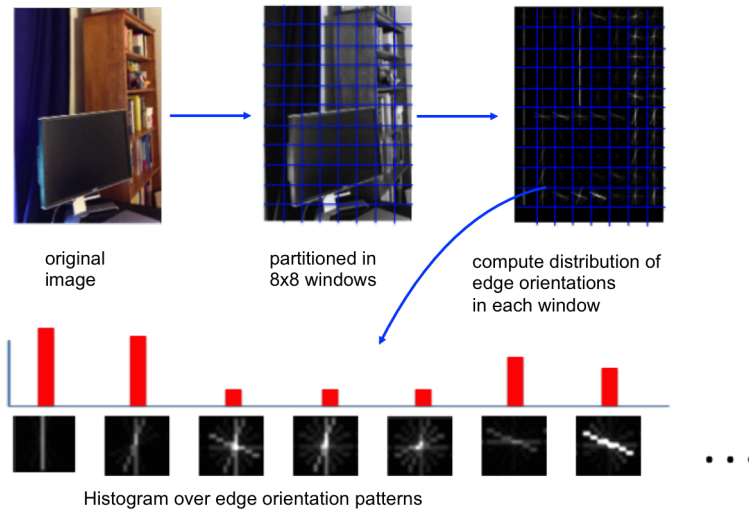 original
image
partitioned in
8x8 windows
compute distribution of
edge orientations
in each window
Histogram over edge orientation patterns